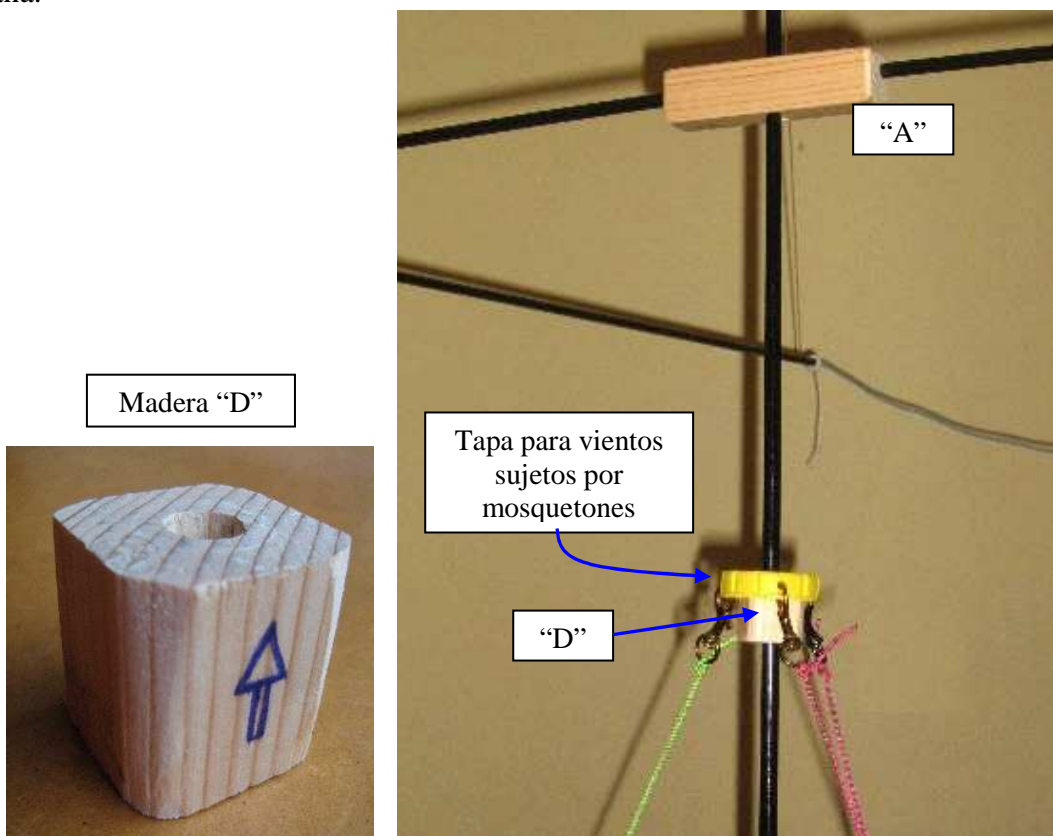 “A”
Madera “D”
Tapa para vientos
sujetos por
mosquetones
“D”